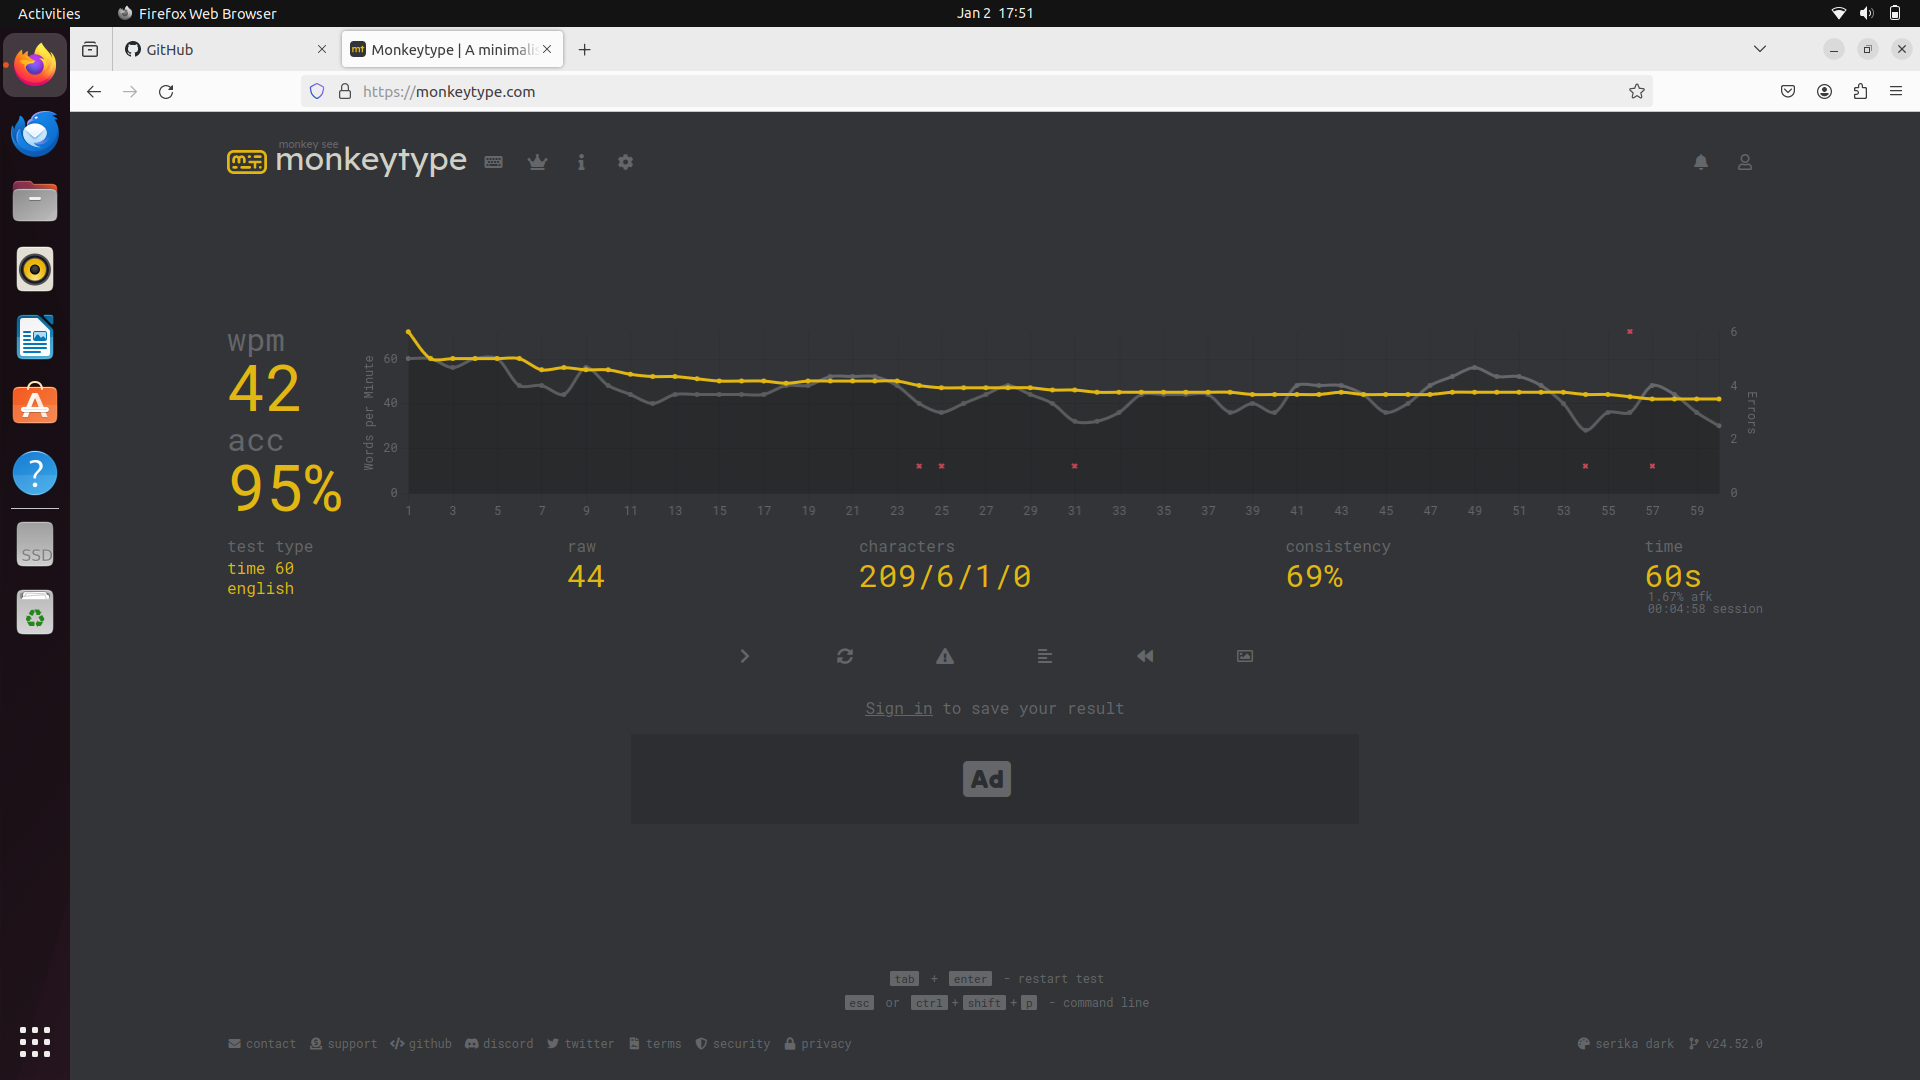 Activities
Firefox Web Browser
Jan 2 17:51
GitHub
Monkeytype | A minimalis
https://monkeytype.com
monkey see
monkeytype
wpm
42
acc
95%
Words per Minute
60
40
20
0
6
4
2
0
Errors
1 3 5 7 9 11 13 15 17 19 21 23 25 27 29 31 33 35 37 39 41 43 45 47 49 51 53 55 57 59
test type
time 60
english
raw
44
characters
209/6/1/0
consistency
69%
time
60s
1.67% afk
00:04:58 session
Sign in to save your result
Ad
tab + enter - restart test
esc or ctrl + shift + p - command line
contact support github discord twitter terms security privacy
serika dark v24.52.0
SSD